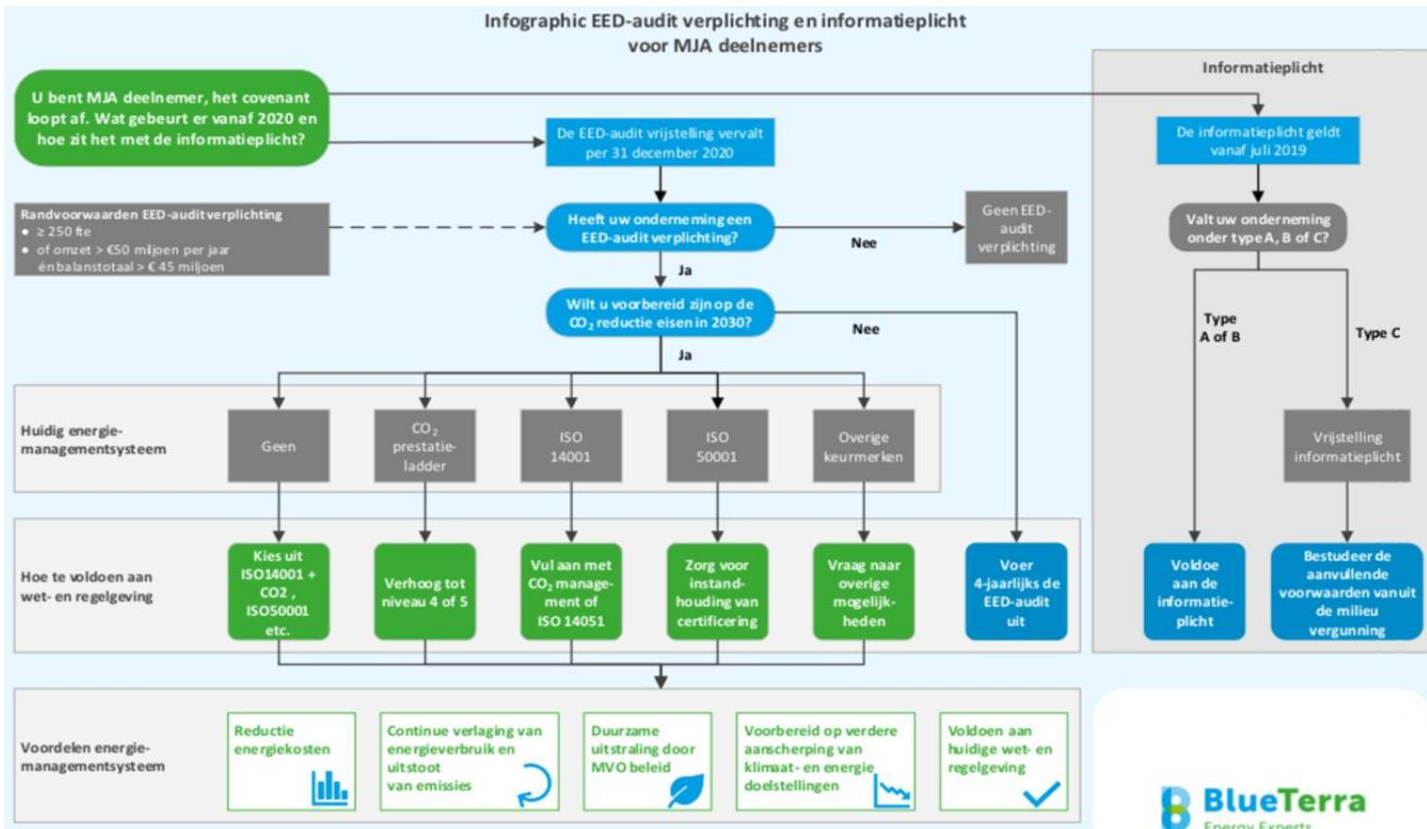 Infographic EED-audit verplichting en informatieplicht
voor MJA deelnemers
U bent MJA deelnemer, het covenant
loopt af. Wat gebeurt er vanaf 2020 en
hoe zit het met de informatieplicht?
De EED-audit vrijstelling vervalt
per 31 december 2020
Randvoorwaarden EED-auditverplichting
• ≥ 250 fte
• of omzet > €50 miljoen per jaar
én balanstotaal > € 45 miljoen
Heeft uw onderneming een
EED-audit verplichting?
Nee
Geen EED-
audit
verplichting
Ja
Wilt u voorbereid zijn op de
CO₂ reductie eisen in 2030?
Nee
Ja
Huidig energie-
managementsysteem
Geen
CO₂
prestatie-
ladder
ISO
14001
ISO
50001
Overige
keurmerken
Hoe te voldoen aan
wet- en regelgeving
Kies uit
ISO14001 +
CO2 ,
ISO50001
etc.
Verhoog tot
niveau 4 of 5
Vul aan met
CO₂ manage-
ment of
ISO 14051
Zorg voor
instand-
houding van
certificering
Vraag naar
overige
mogelijk-
heden
Voer
4-jaarlijks de
EED-audit
uit
Voordelen energie-
managementsysteem
Reductie
energiekosten
Continue verlaging van
energieverbruik en
uitstoot
van emissies
Duurzame
uitstraling door
MVO beleid
Voorbereid op verdere
aanscherping van
klimaat- en energie
doelstellingen
Voldoen aan
huidige wet- en
regelgeving
Informatieplicht
De informatieplicht geldt
vanaf juli 2019
Valt uw onderneming
onder type A, B of C?
Type
A of B
Type C
Vrijstelling
informatieplicht
Voldoe
aan de
informatie-
plicht
Bestudeer de
aanvullende
voorwaarden vanuit
de milieu
vergunning
BlueTerra
Energy Experts